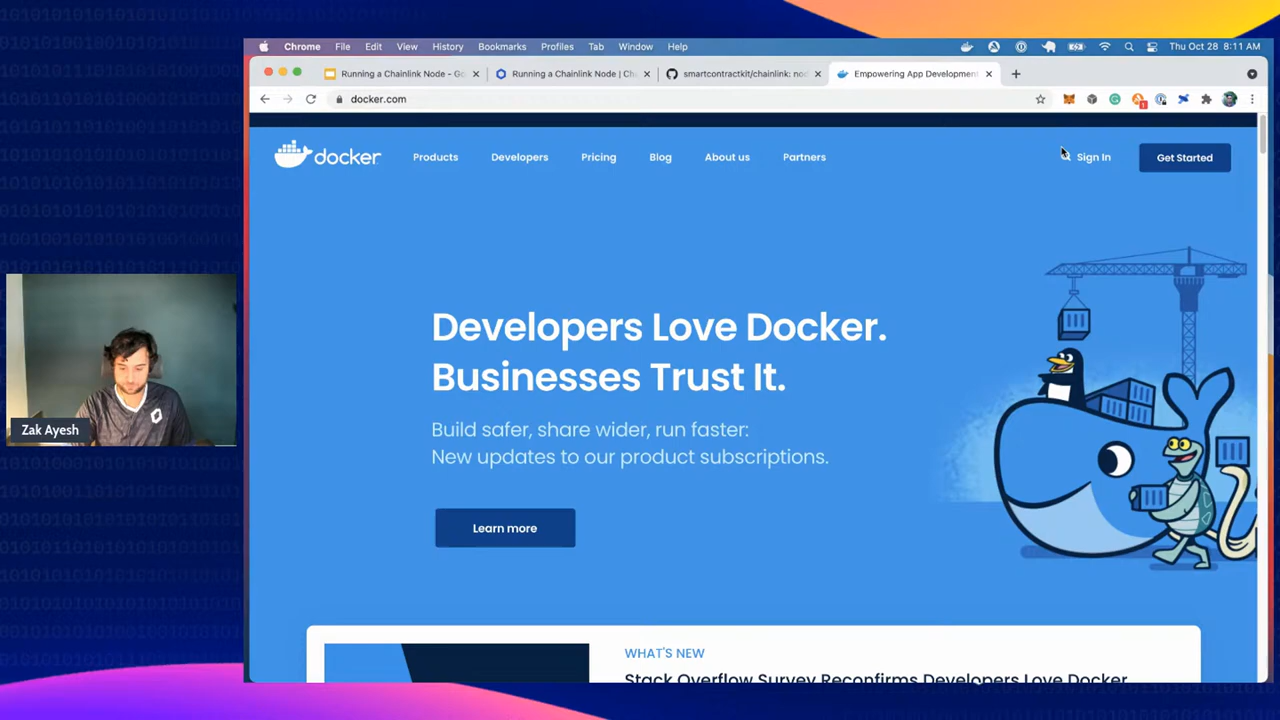 Chrome File Edit View History Bookmarks Profiles Tab Window Help Thu Oct 28 8:11 AM
Running a Chainlink Node - Go Running a Chainlink Node | Cha smartcontractkit/chainlink: nod Empowering App Development
docker.com
docker Products Developers Pricing Blog About us Partners Sign In Get Started
Developers Love Docker.
Businesses Trust It.
Build safer, share wider, run faster:
New updates to our product subscriptions.
Learn more
Zak Ayesh
WHAT'S NEW
Stack Overflow Survey Reconfirms Developers Love Docker